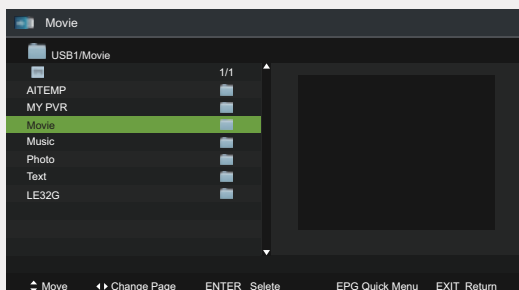 Movie
USB1/Movie
1/1
AITEMP
MY PVR
Movie
Music
Photo
Text
LE32G
Move Change Page ENTER Selete EPG Quick Menu EXIT Return